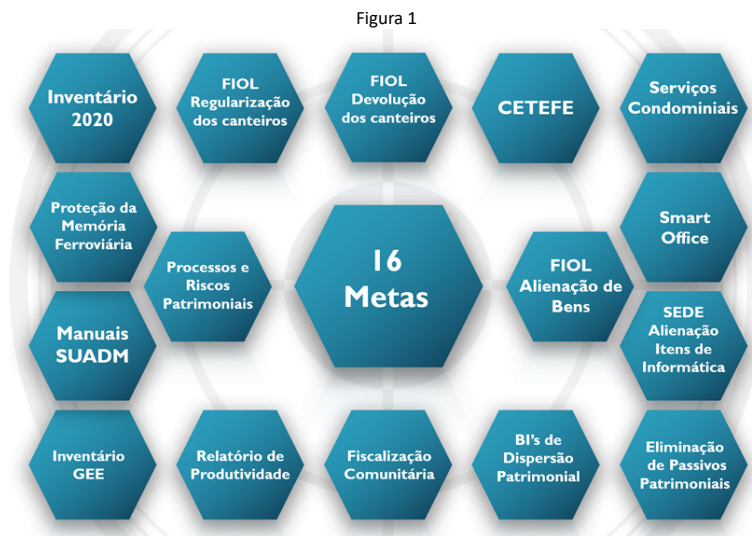 Figura 1
Inventário
2020
FIOL
Regularização
dos canteiros
FIOL
Devolução
dos canteiros
CETEFE
Serviços
Condominiais
Proteção da
Memória
Ferroviária
Processos e
Riscos
Patrimoniais
16
Metas
FIOL
Alienação de
Bens
Smart
Office
Manuais
SUADM
SEDE
Alienação
Itens de
Informática
Inventário
GEE
Relatório de
Produtividade
Fiscalização
Comunitária
BI's de
Dispersão
Patrimonial
Eliminação
de Passivos
Patrimoniais